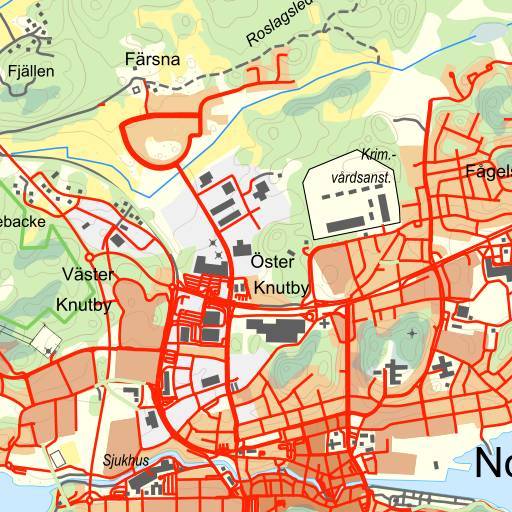 Roslagsled
Fjällen
Färsna
Krim.-
vårdsanst.
Fågels
ebacke
Öster
Knutby
Väster
Knutby
Sjukhus
No